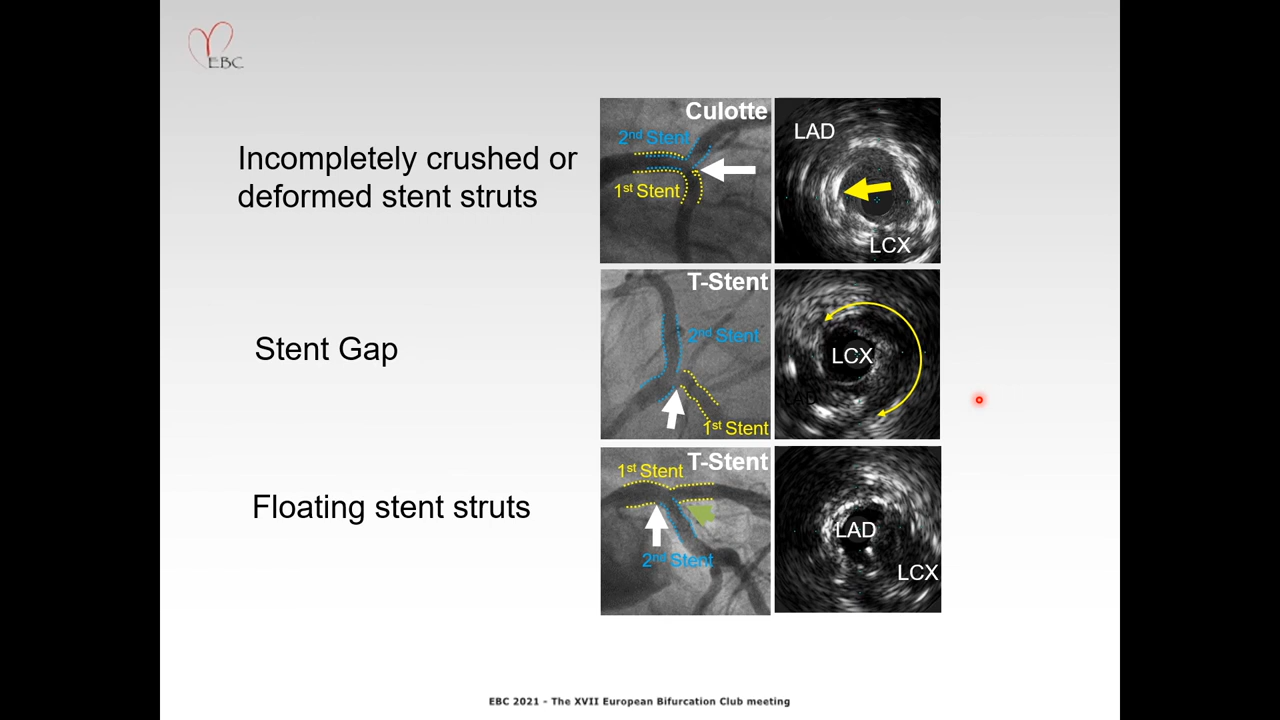 EBC
Incompletely crushed or
deformed stent struts
Culotte
2nd Stent
1st Stent
LAD
LCX
Stent Gap
T-Stent
2nd Stent
1st Stent
LCX
LAD
Floating stent struts
T-Stent
1st Stent
2nd Stent
LAD
LCX
EBC 2021 - The XVII European Bifurcation Club meeting